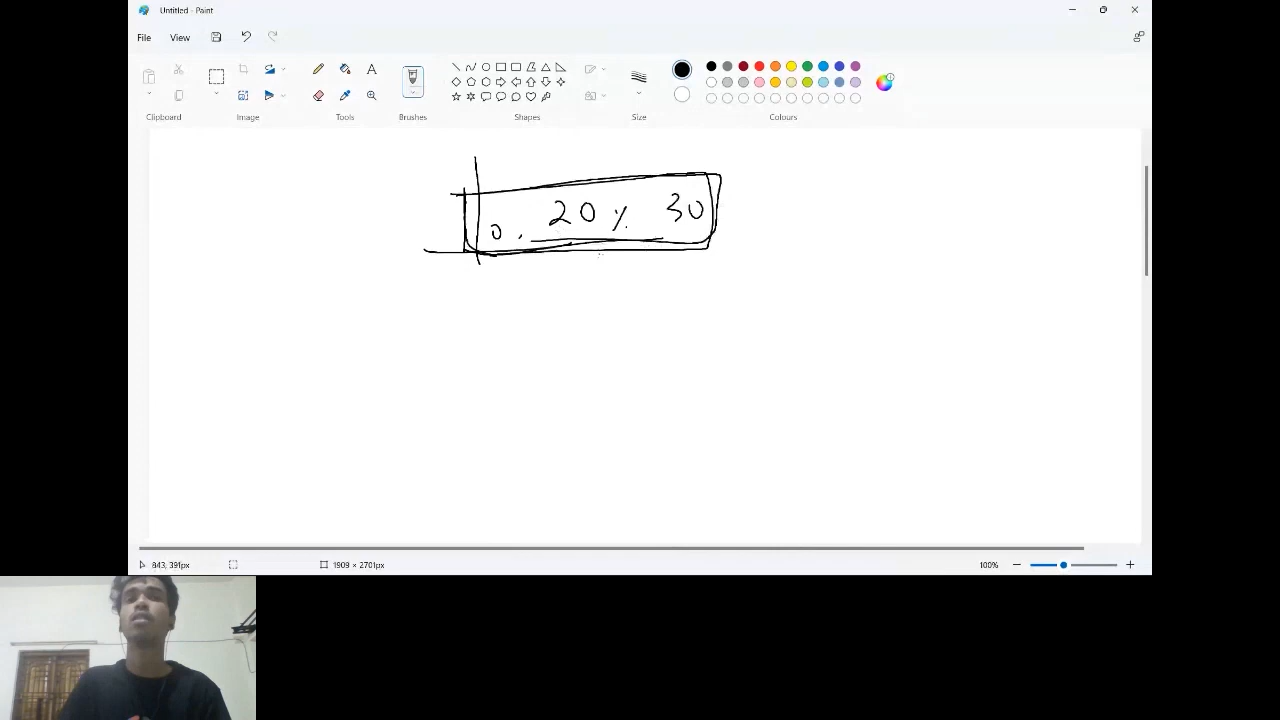 Untitled - Paint
File View
Clipboard Image Tools Brushes Shapes Size Colours
0. 20% 30
843, 391px 1909 × 2701px 100%